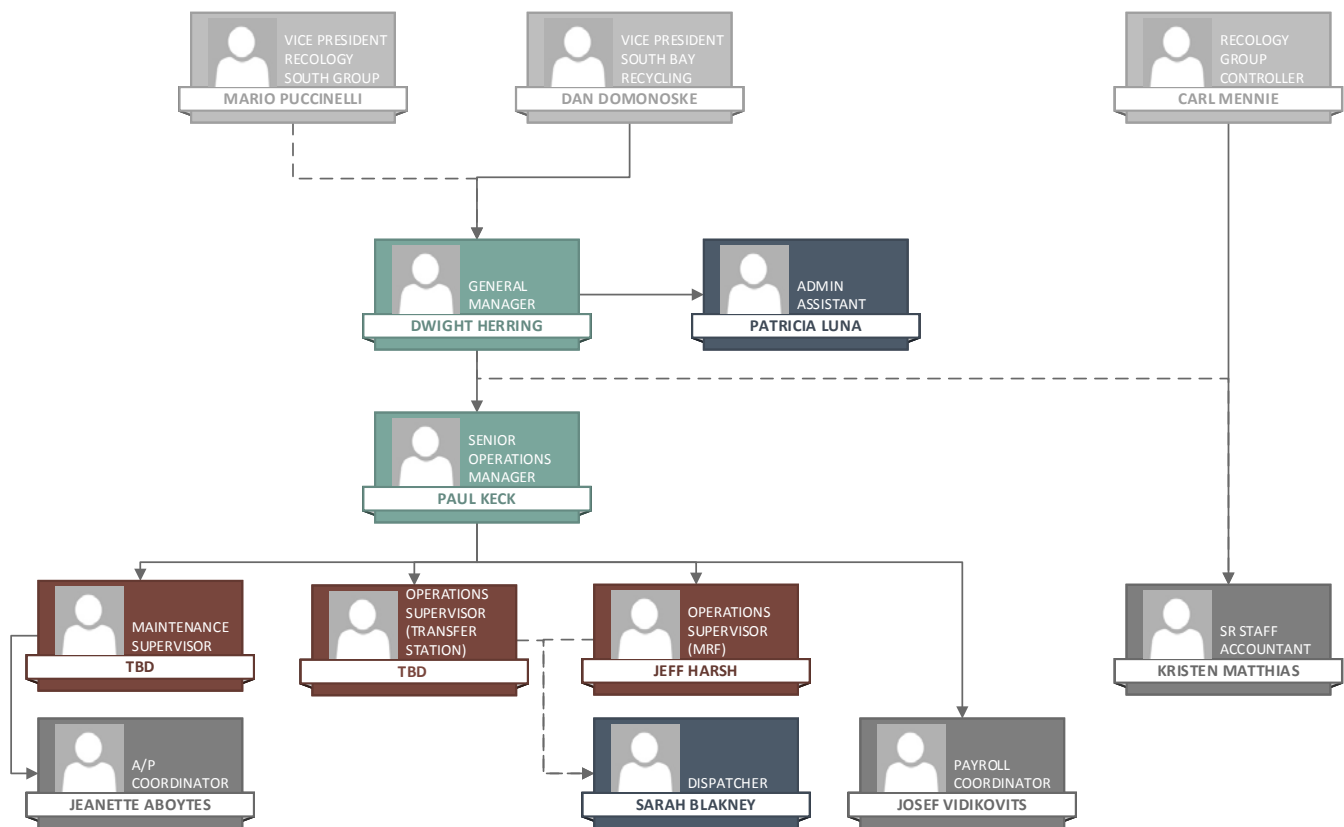 VICE PRESIDENT
RECOLOGY
SOUTH GROUP
MARIO PUCCINELLI
VICE PRESIDENT
SOUTH BAY
RECYCLING
DAN DOMONOSKE
RECOLOGY
GROUP
CONTROLLER
CARL MENNIE
GENERAL
MANAGER
DWIGHT HERRING
ADMIN
ASSISTANT
PATRICIA LUNA
SENIOR
OPERATIONS
MANAGER
PAUL KECK
MAINTENANCE
SUPERVISOR
TBD
OPERATIONS
SUPERVISOR
(TRANSFER
STATION)
TBD
OPERATIONS
SUPERVISOR
(MRF)
JEFF HARSH
SR STAFF
ACCOUNTANT
KRISTEN MATTHIAS
A/P
COORDINATOR
JEANETTE ABOYTES
DISPATCHER
SARAH BLAKNEY
PAYROLL
COORDINATOR
JOSEF VIDIKOVITS